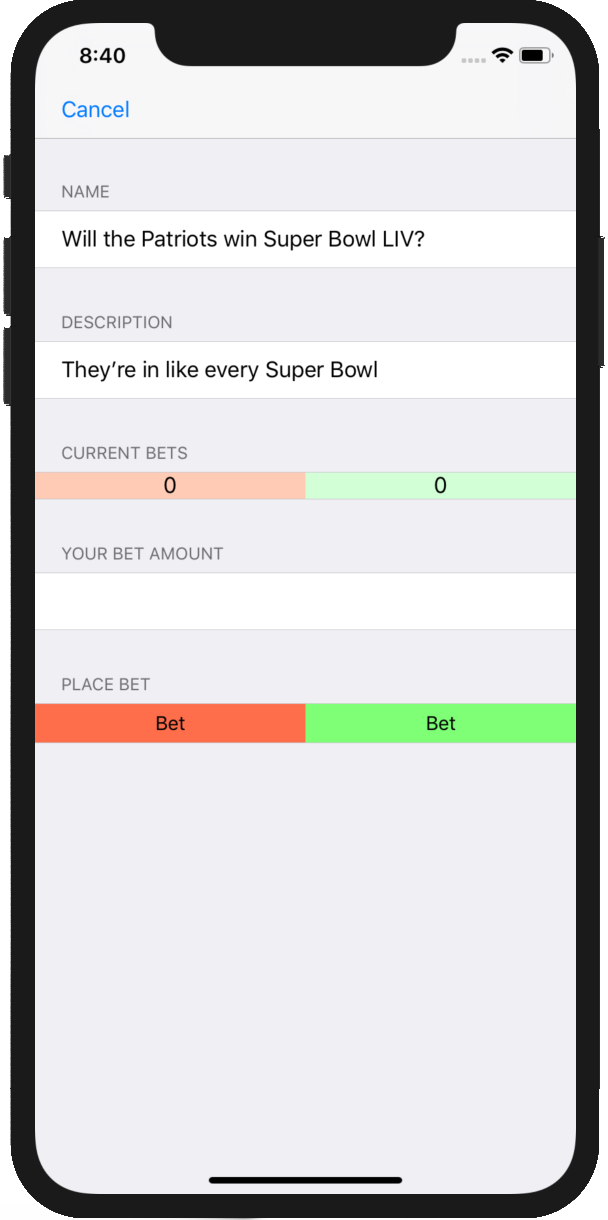 8:40
Cancel
NAME
Will the Patriots win Super Bowl LIV?
DESCRIPTION
They’re in like every Super Bowl
CURRENT BETS
0 0
YOUR BET AMOUNT
PLACE BET
Bet Bet